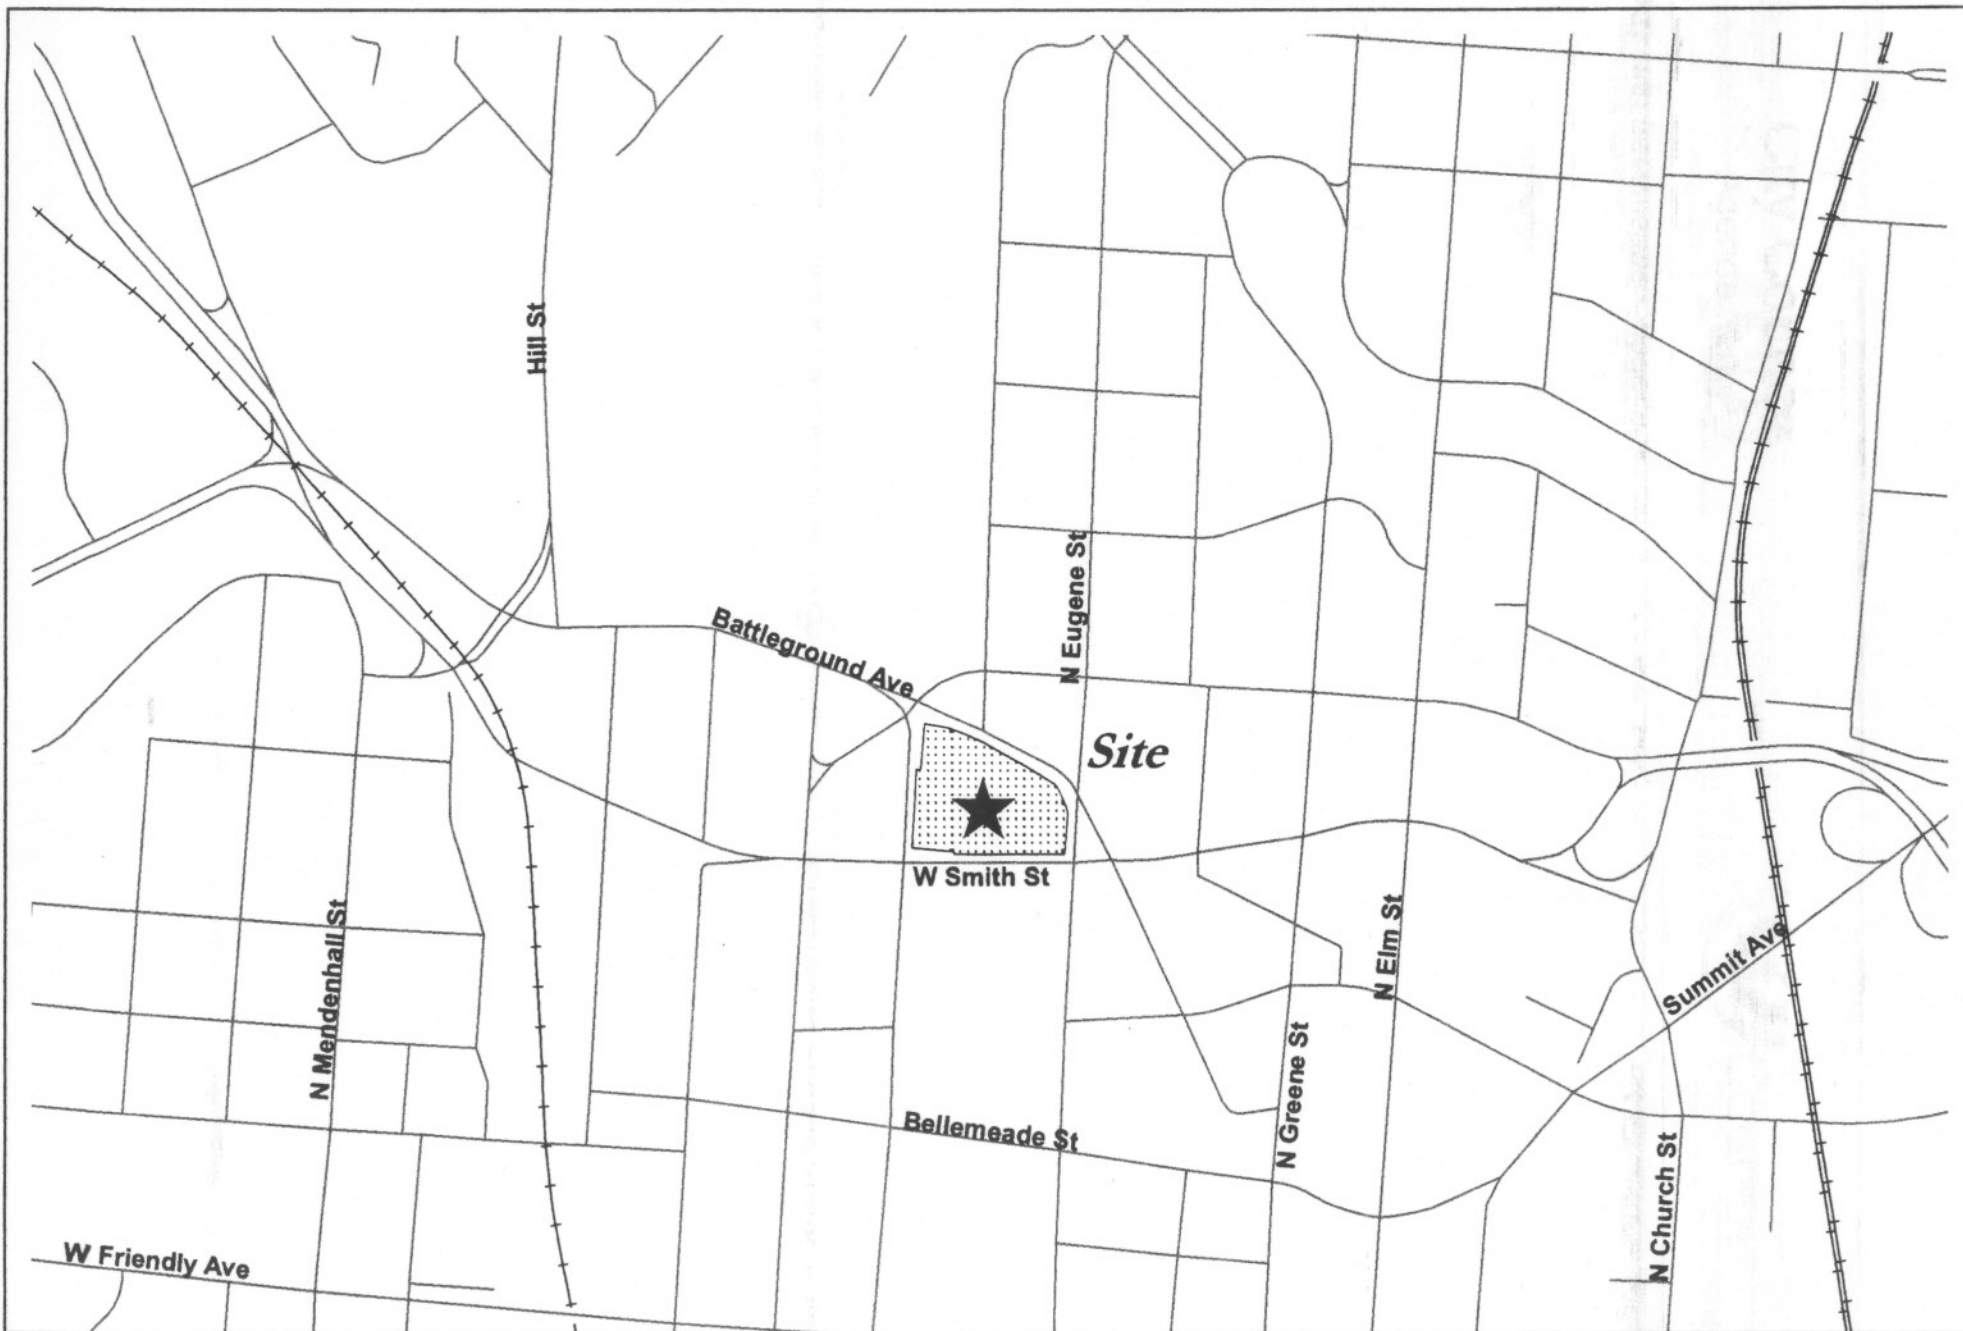 Hill St
Battleground Ave
N Eugene St
Site
W Smith St
N Mendenhall St
N Elm St
Summit Ave
N Greene St
Bellemeade St
N Church St
W Friendly Ave